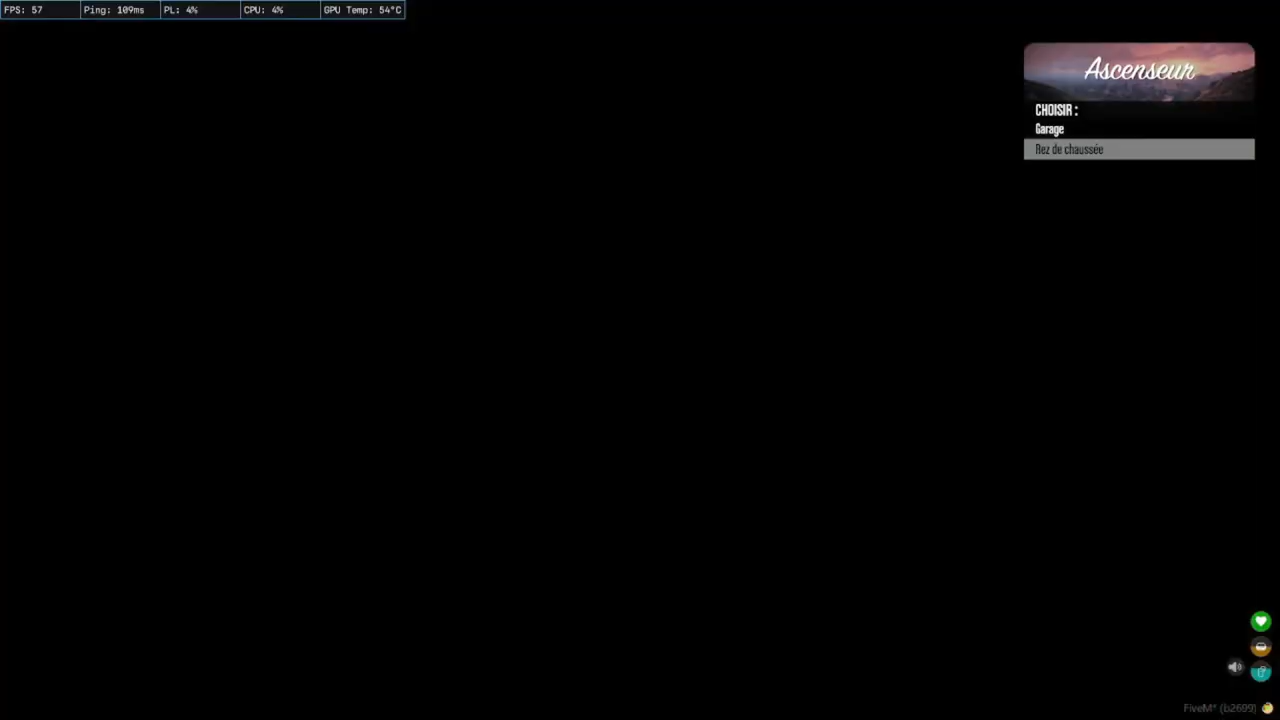 FPS: 57 Ping: 109ms PL: 4% CPU: 4% GPU Temp: 54°C
Ascenseur
CHOISIR :
Garage
Rez de chaussée
FiveM* (b2699)